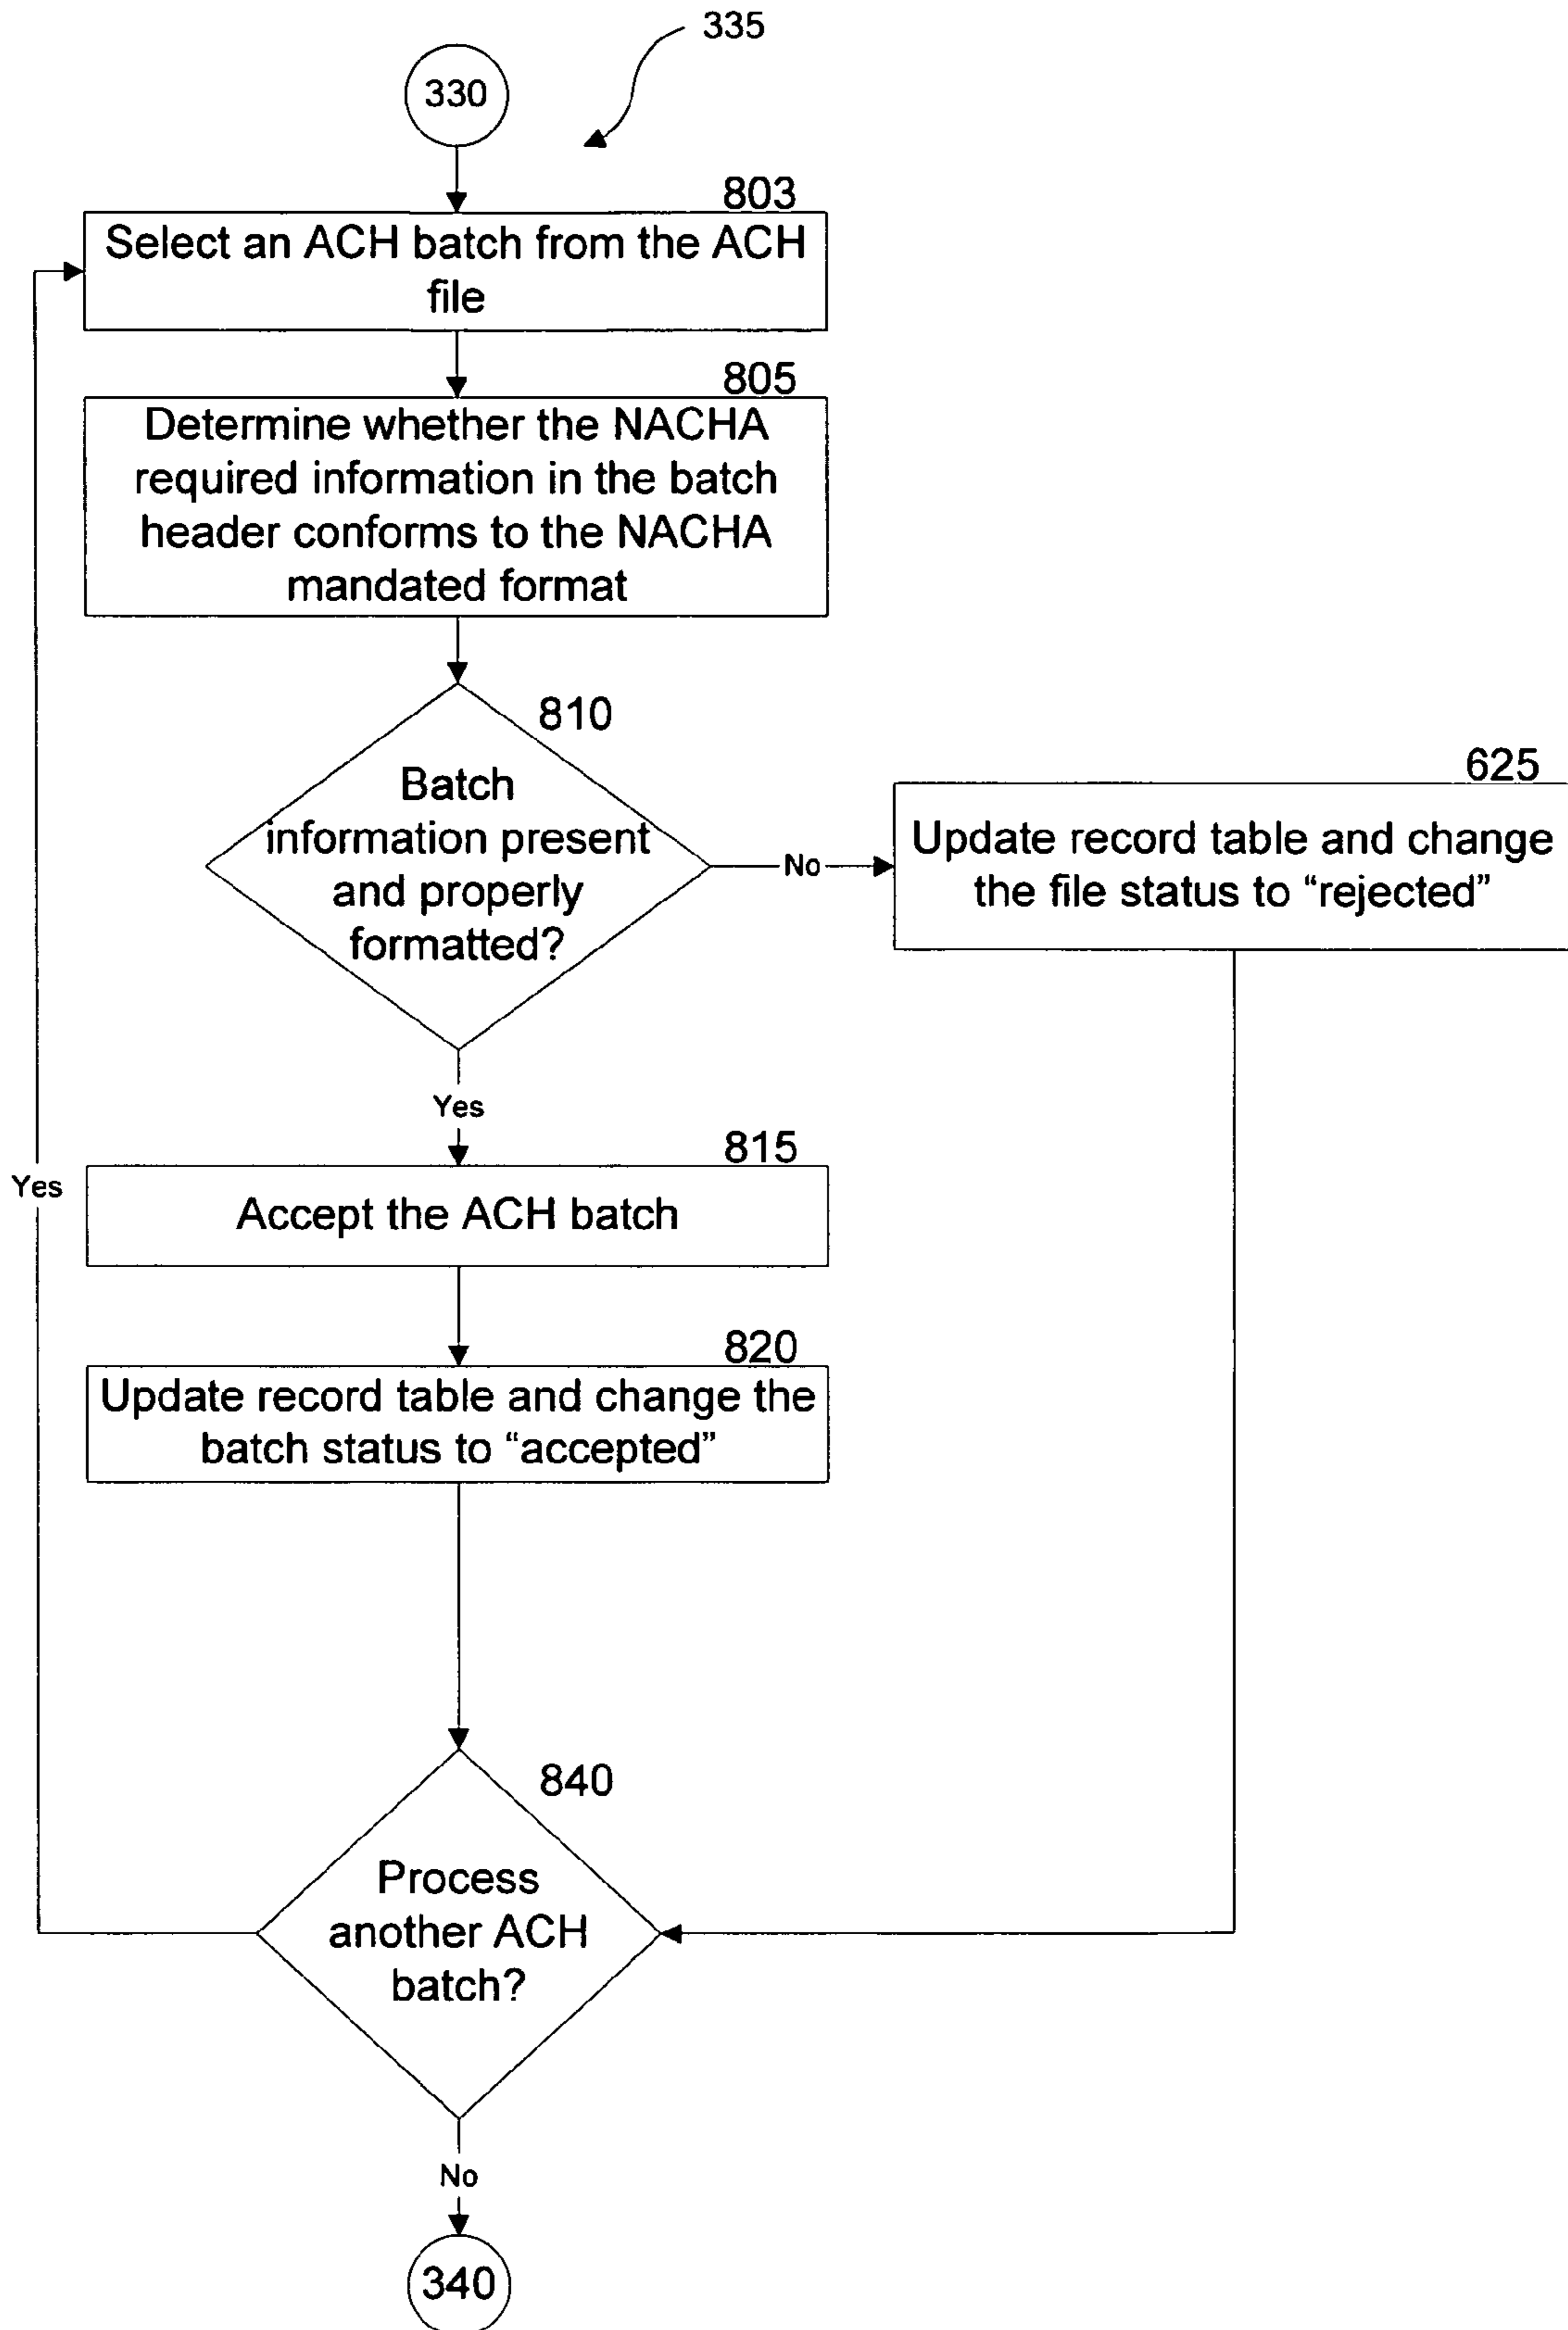 335
330
803
Select an ACH batch from the ACH
file
805
Determine whether the NACHA
required information in the batch
header conforms to the NACHA
mandated format
810
Batch
information present
and properly
formatted?
No
625
Update record table and change
the file status to “rejected”
Yes
815
Accept the ACH batch
Yes
820
Update record table and change the
batch status to “accepted”
840
Process
another ACH
batch?
No
340